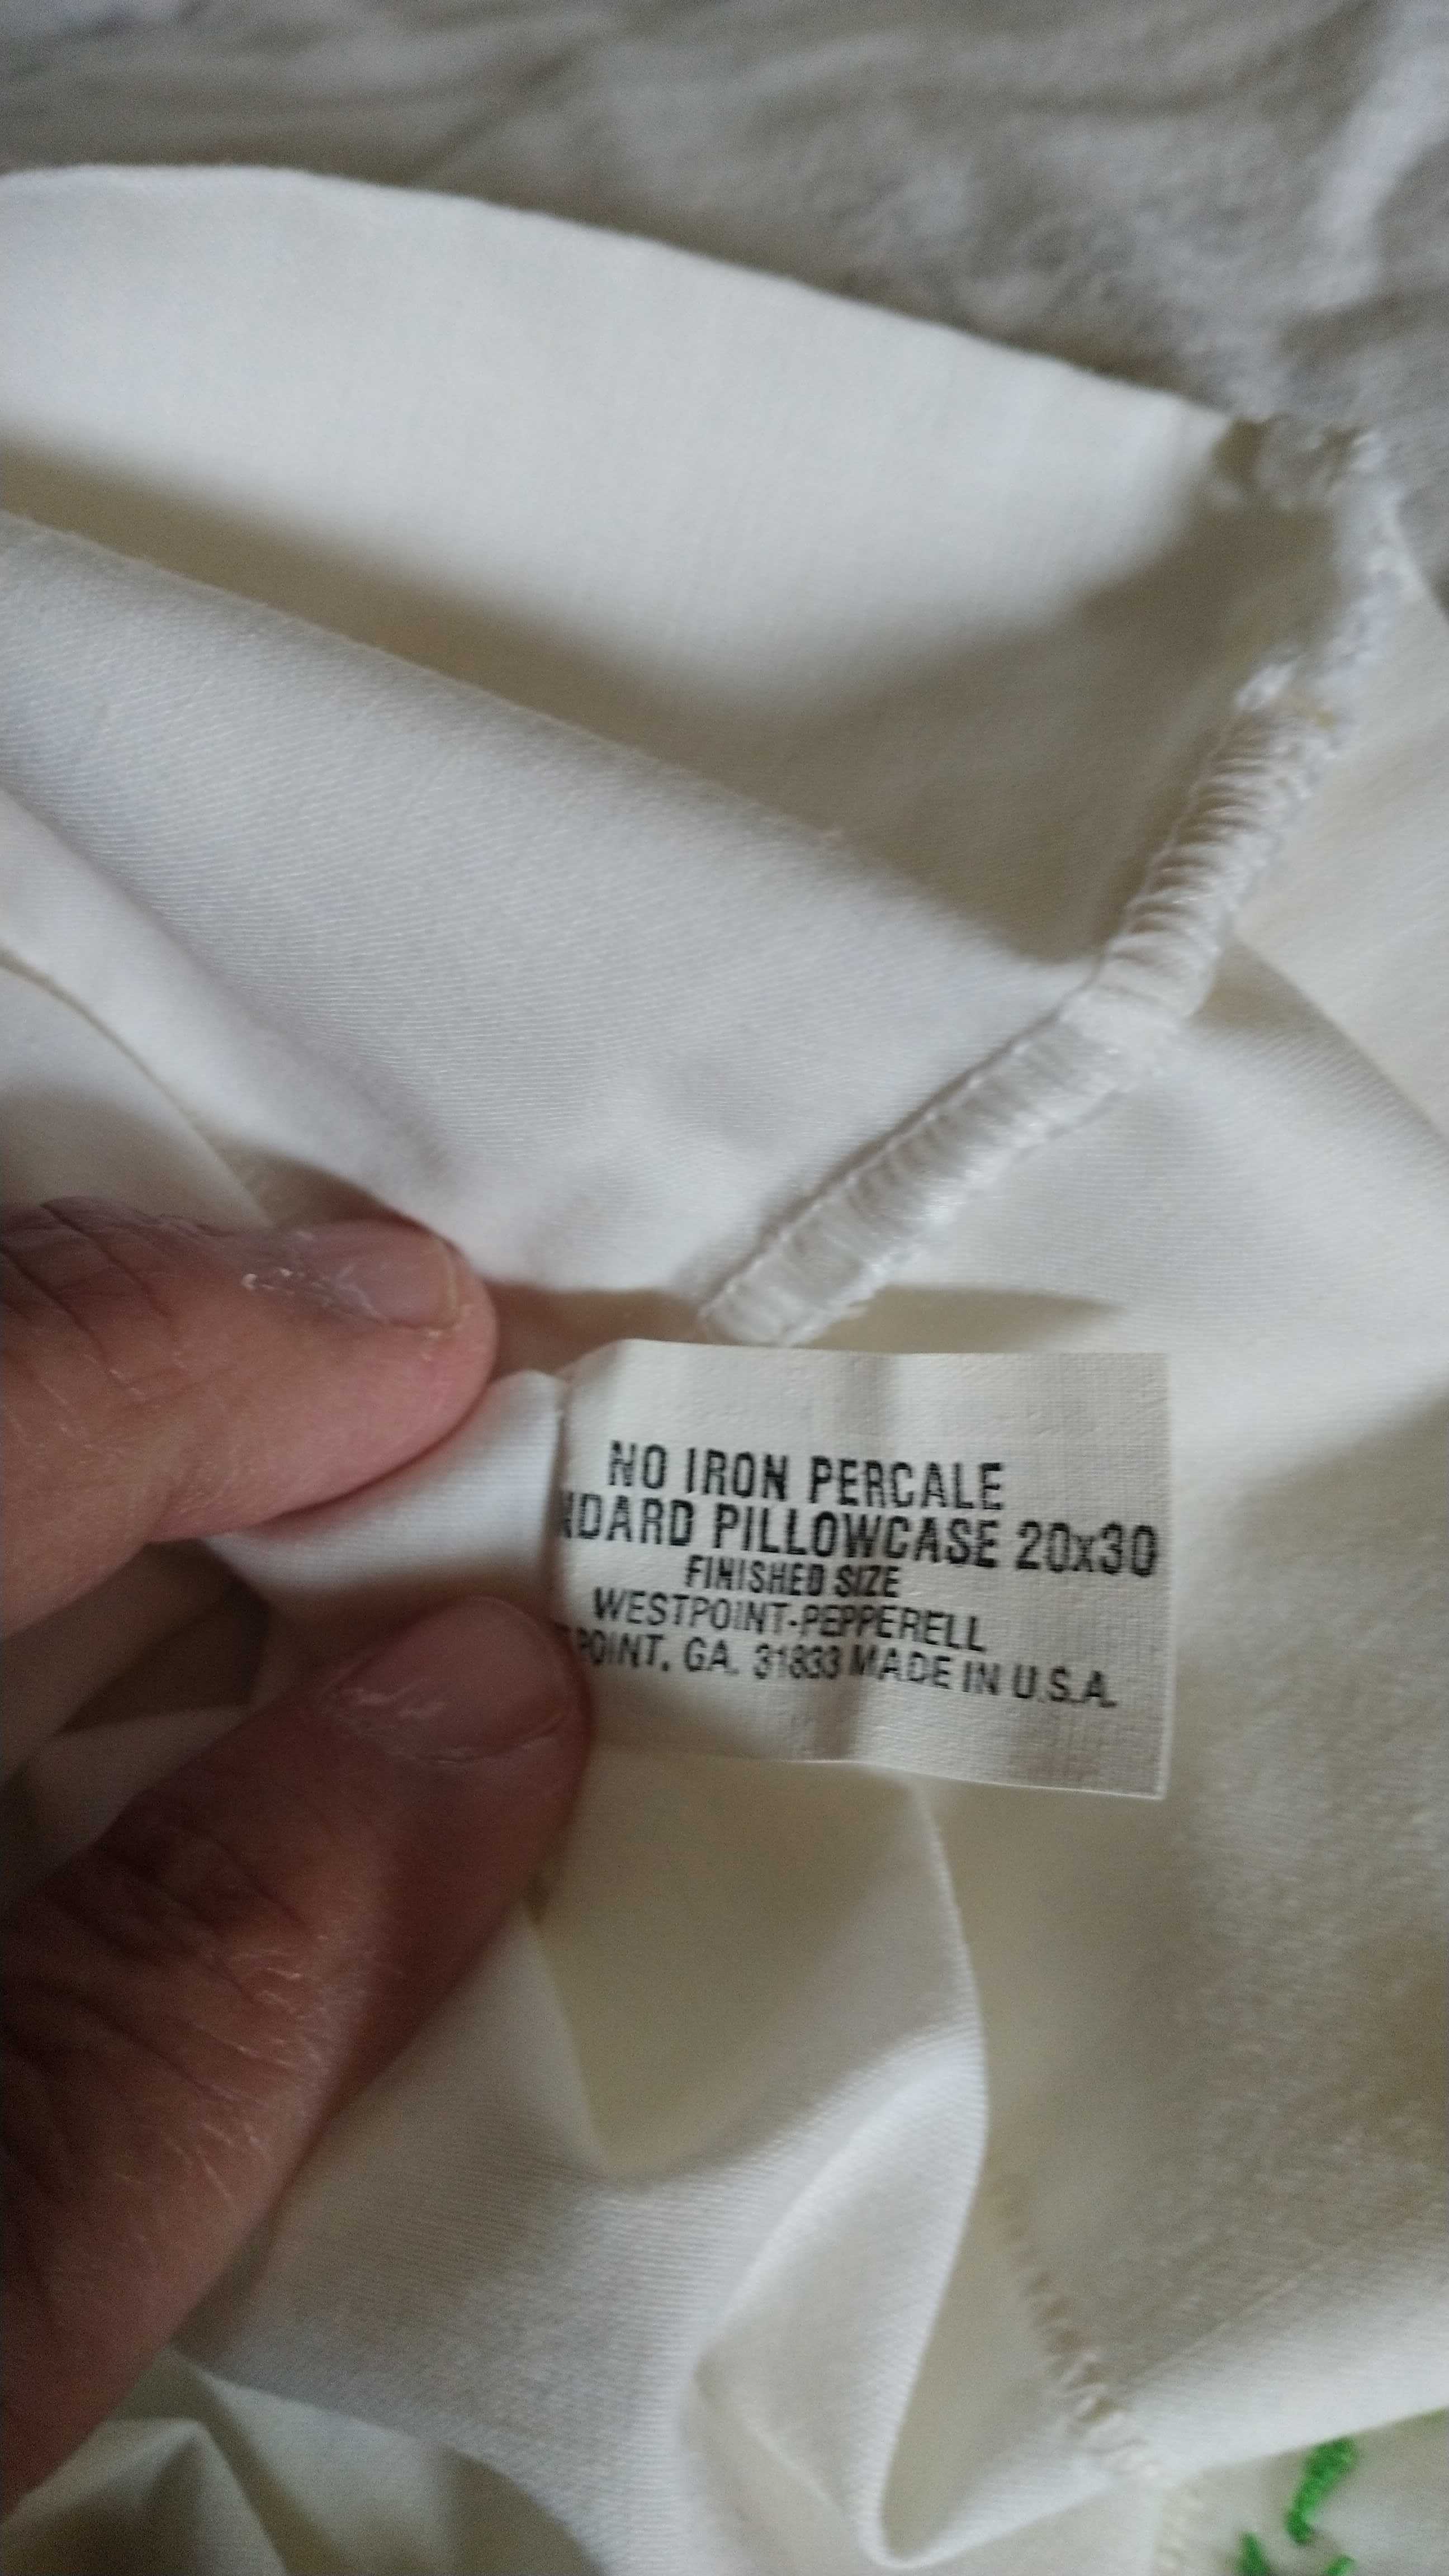 NO IRON PERCALE
NDARD PILLOWCASE 20x30
FINISHED SIZE
WESTPOINT-PEPPERELL
POINT, GA. 31833 MADE IN U.S.A.